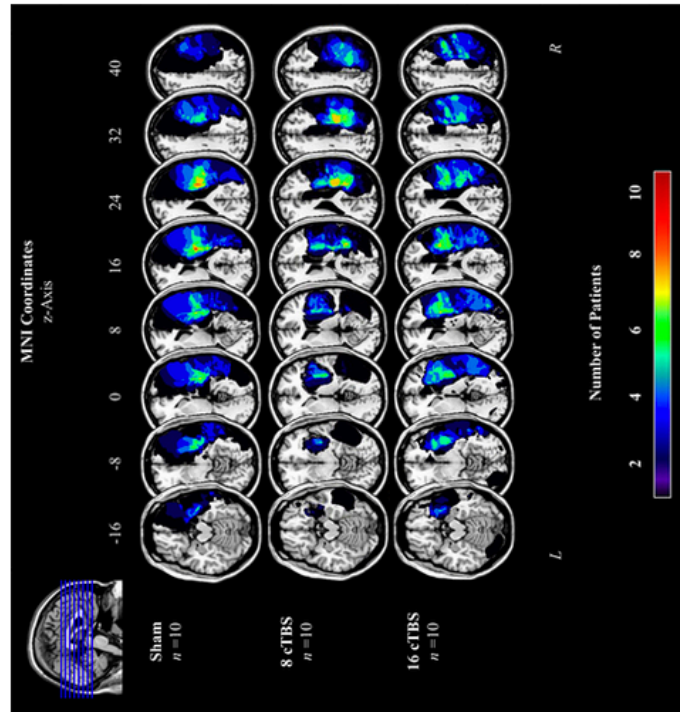 MNI Coordinates
z-Axis
-16 -8 0 8 16 24 32 40
Sham
n=10
8 cTBS
n=10
16 cTBS
n=10
L R
Number of Patients
2 4 6 8 10